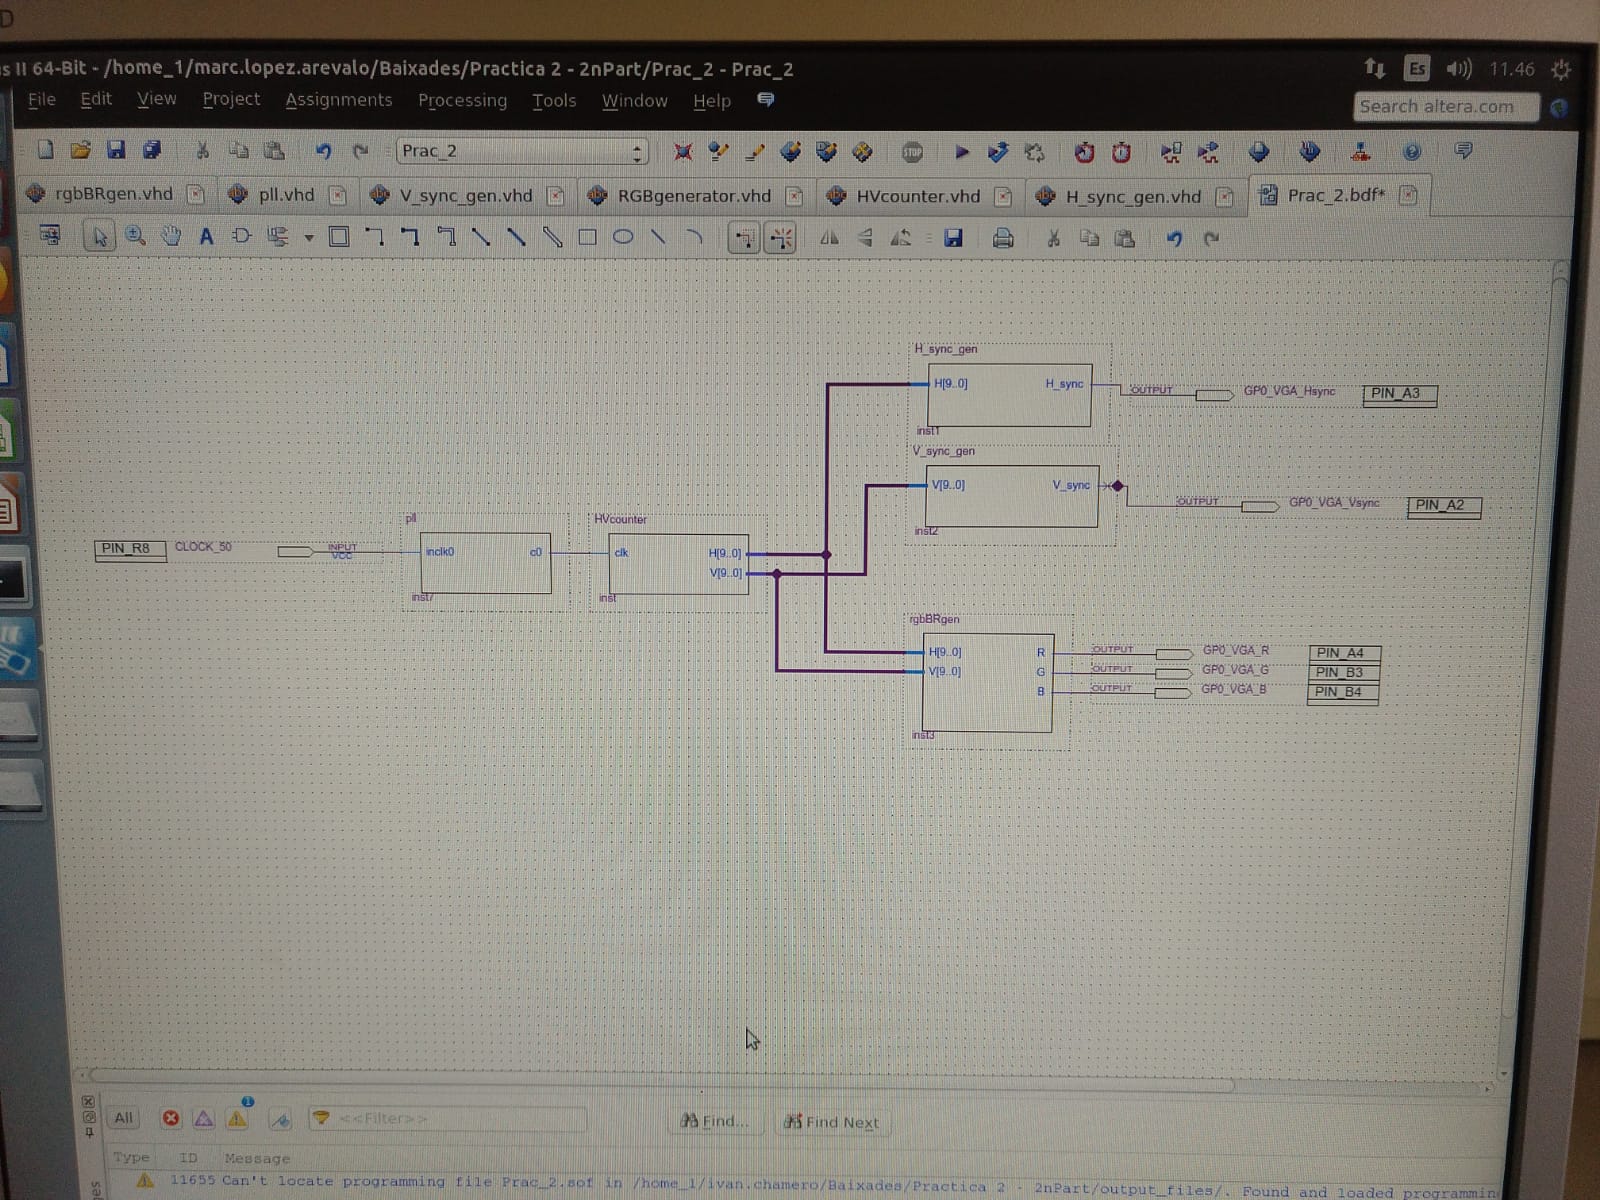 s II 64-Bit - /home_1/marc.lopez.arevalo/Baixades/Practica 2 - 2nPart/Prac_2 - Prac_2
Es 11.46
File Edit View Project Assignments Processing Tools Window Help
Search altera.com
Prac_2
STOP
rgbBRgen.vhd pll.vhd V_sync_gen.vhd RGBgenerator.vhd HVcounter.vhd H_sync_gen.vhd Prac_2.bdf*
H_sync_gen
H[9..0] H_sync
OUTPUT GP0_VGA_Hsync PIN_A3
inst1
V_sync_gen
V[9..0] V_sync
OUTPUT GP0_VGA_Vsync PIN_A2
inst2
pll
HVcounter
PIN_R8 CLOCK_50 INPUT
VCC
inclk0 c0
clk H[9..0]
V[9..0]
inst7
inst
rgbBRgen
H[9..0] R OUTPUT GP0_VGA_R PIN_A4
V[9..0] G OUTPUT GP0_VGA_G PIN_B3
B OUTPUT GP0_VGA_B PIN_B4
inst3
All <<Filter>> Find... Find Next
Type ID Message
11655 Can't locate programming file Prac_2.sof in /home_1/ivan.chamero/Baixades/Practica 2 - 2nPart/output_files/. Found and loaded programmin